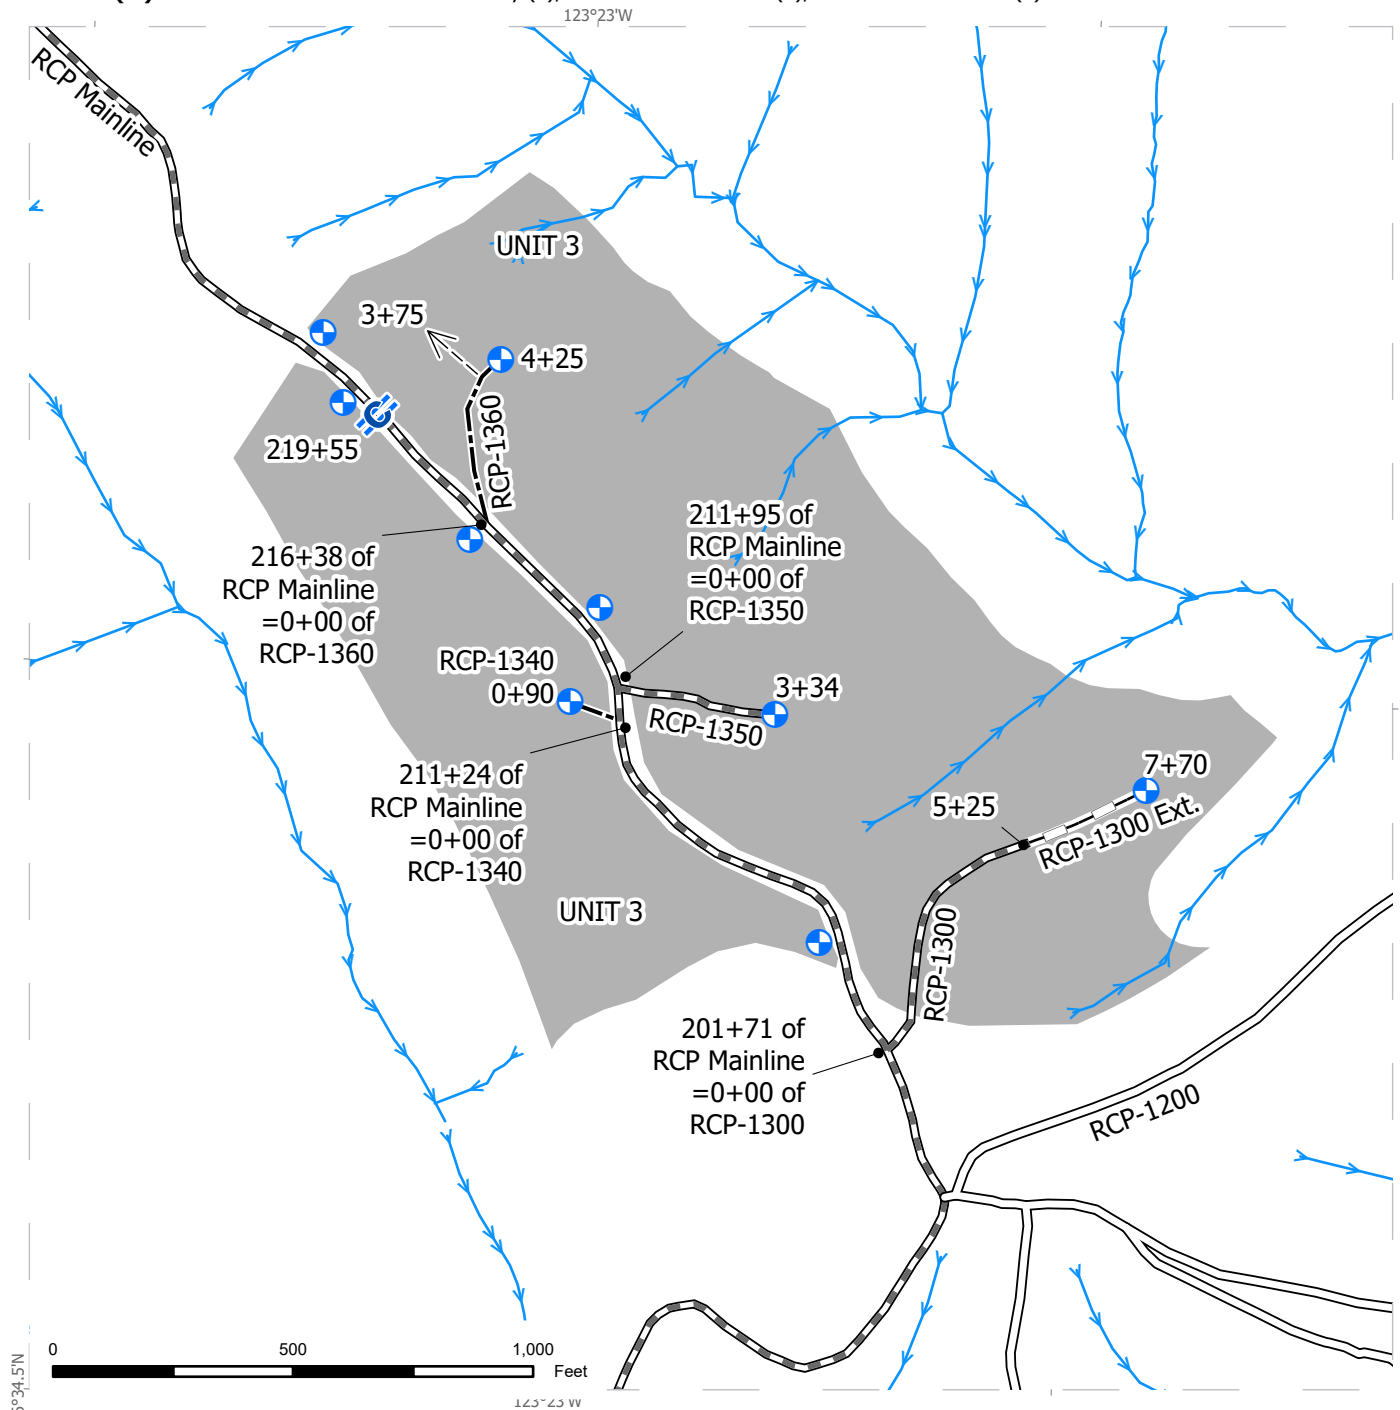 123°23'W
RCP Mainline
UNIT 3
3+75
4+25
RCP-1360
219+55
211+95 of
RCP Mainline
=0+00 of
RCP-1350
216+38 of
RCP Mainline
=0+00 of
RCP-1360
RCP-1340
0+90
3+34
RCP-1350
211+24 of
RCP Mainline
=0+00 of
RCP-1340
7+70
5+25
RCP-1300 Ext.
UNIT 3
RCP-1300
201+71 of
RCP Mainline
=0+00 of
RCP-1300
RCP-1200
0 500 1,000
Feet
°34.5'N
123°23'W